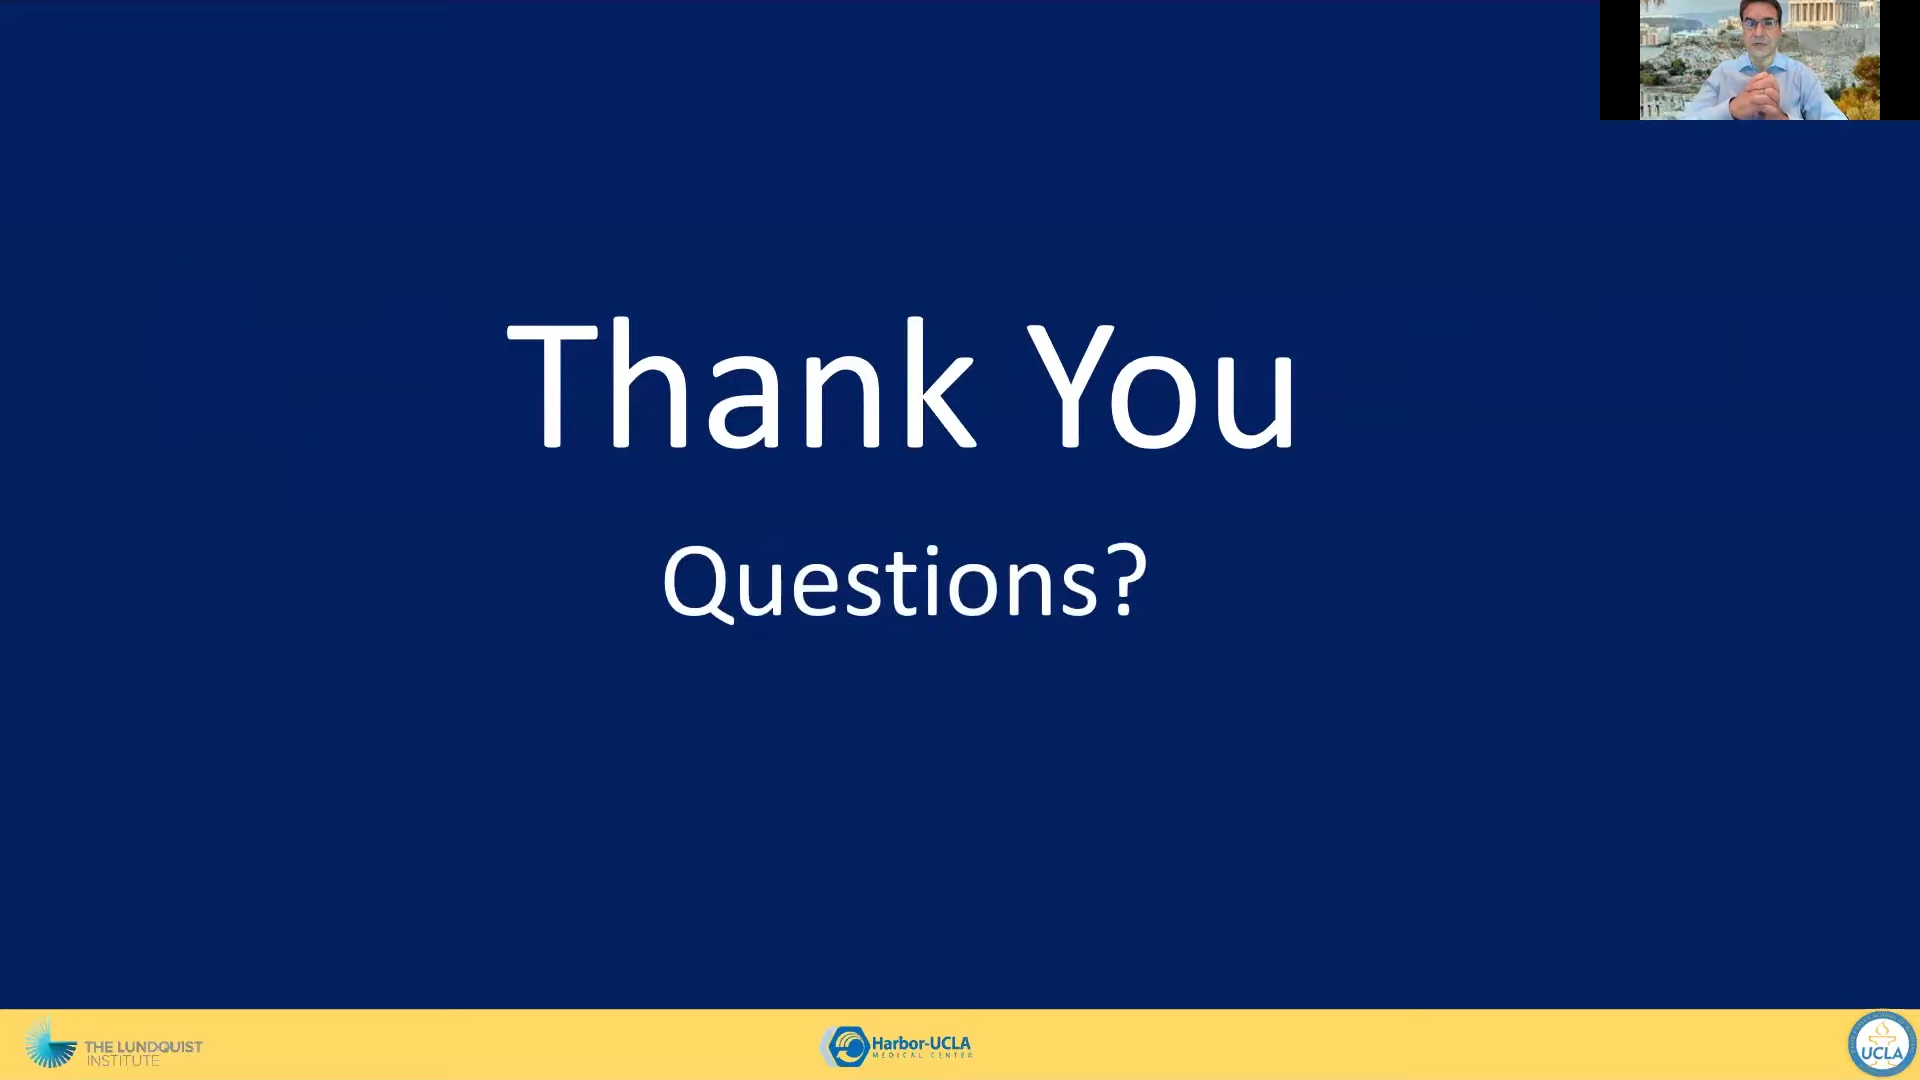 Thank You
Questions?
THE LUNDQUIST
INSTITUTE
Harbor-UCLA
MEDICAL CENTER
UCLA